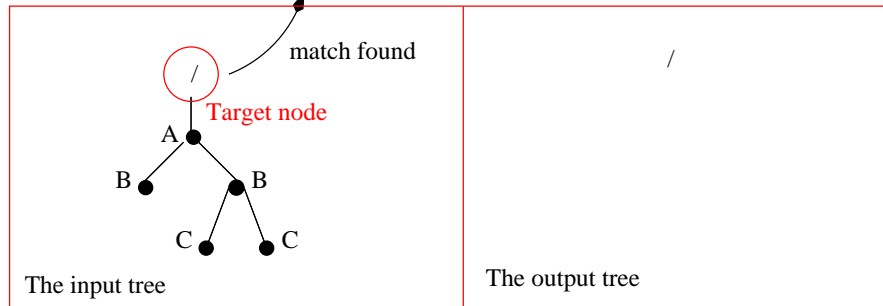 match found
/
/
Target node
A
B
B
C
C
The input tree
The output tree